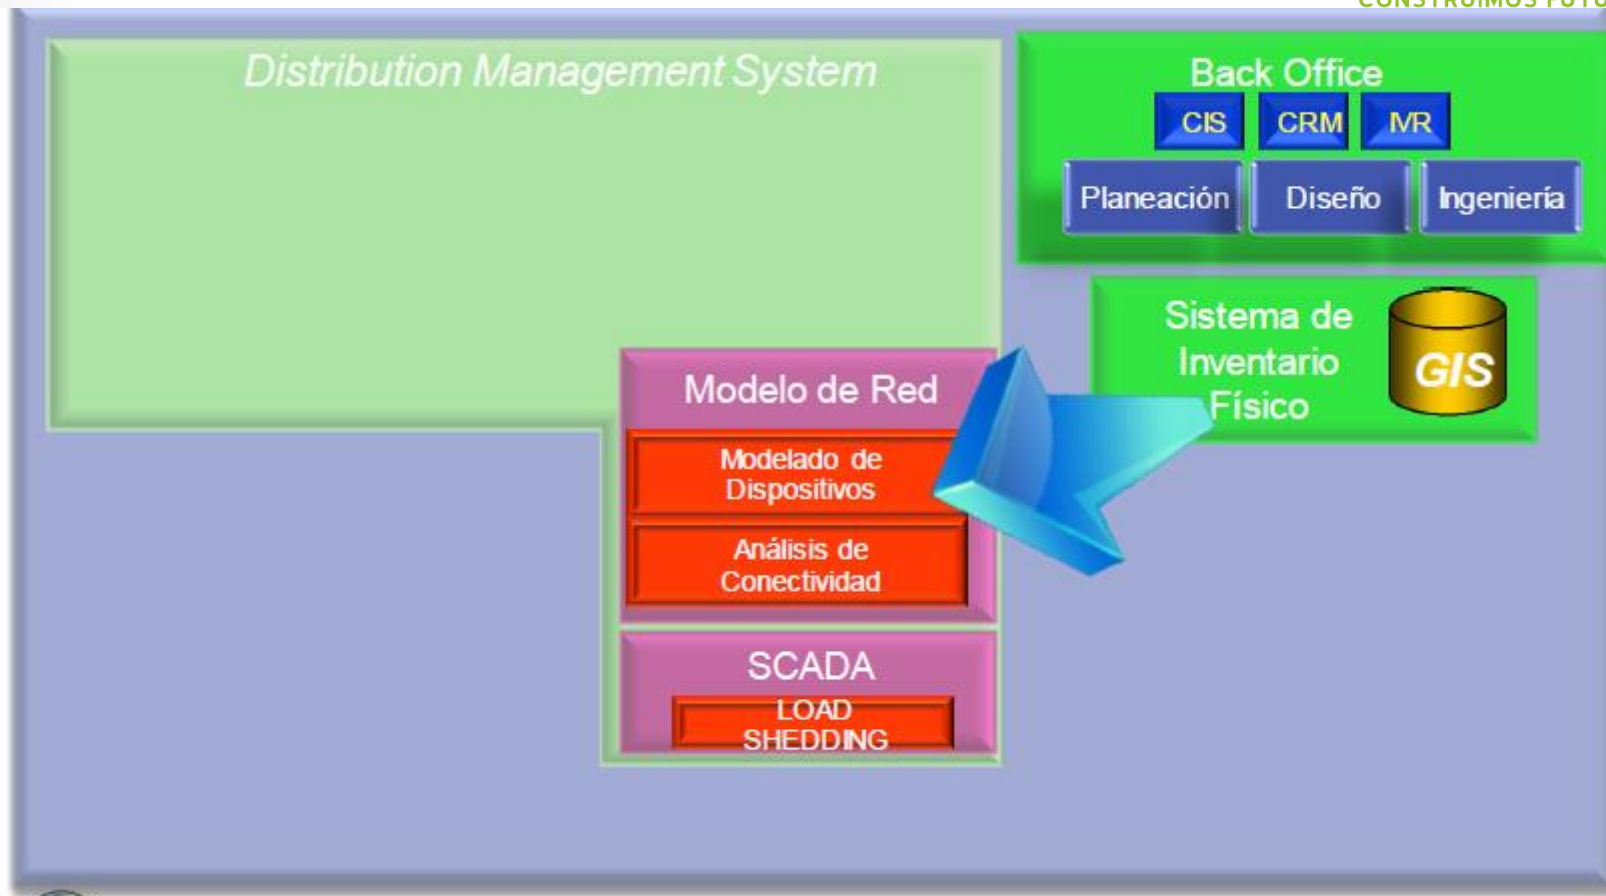 Distribution Management System
Back Office
CIS
CRM
IVR
Planeación
Diseño
Ingeniería
Sistema de
Inventario
Físico
GIS
Modelo de Red
Modelado de
Dispositivos
Análisis de
Conectividad
SCADA
LOAD
SHEDDING